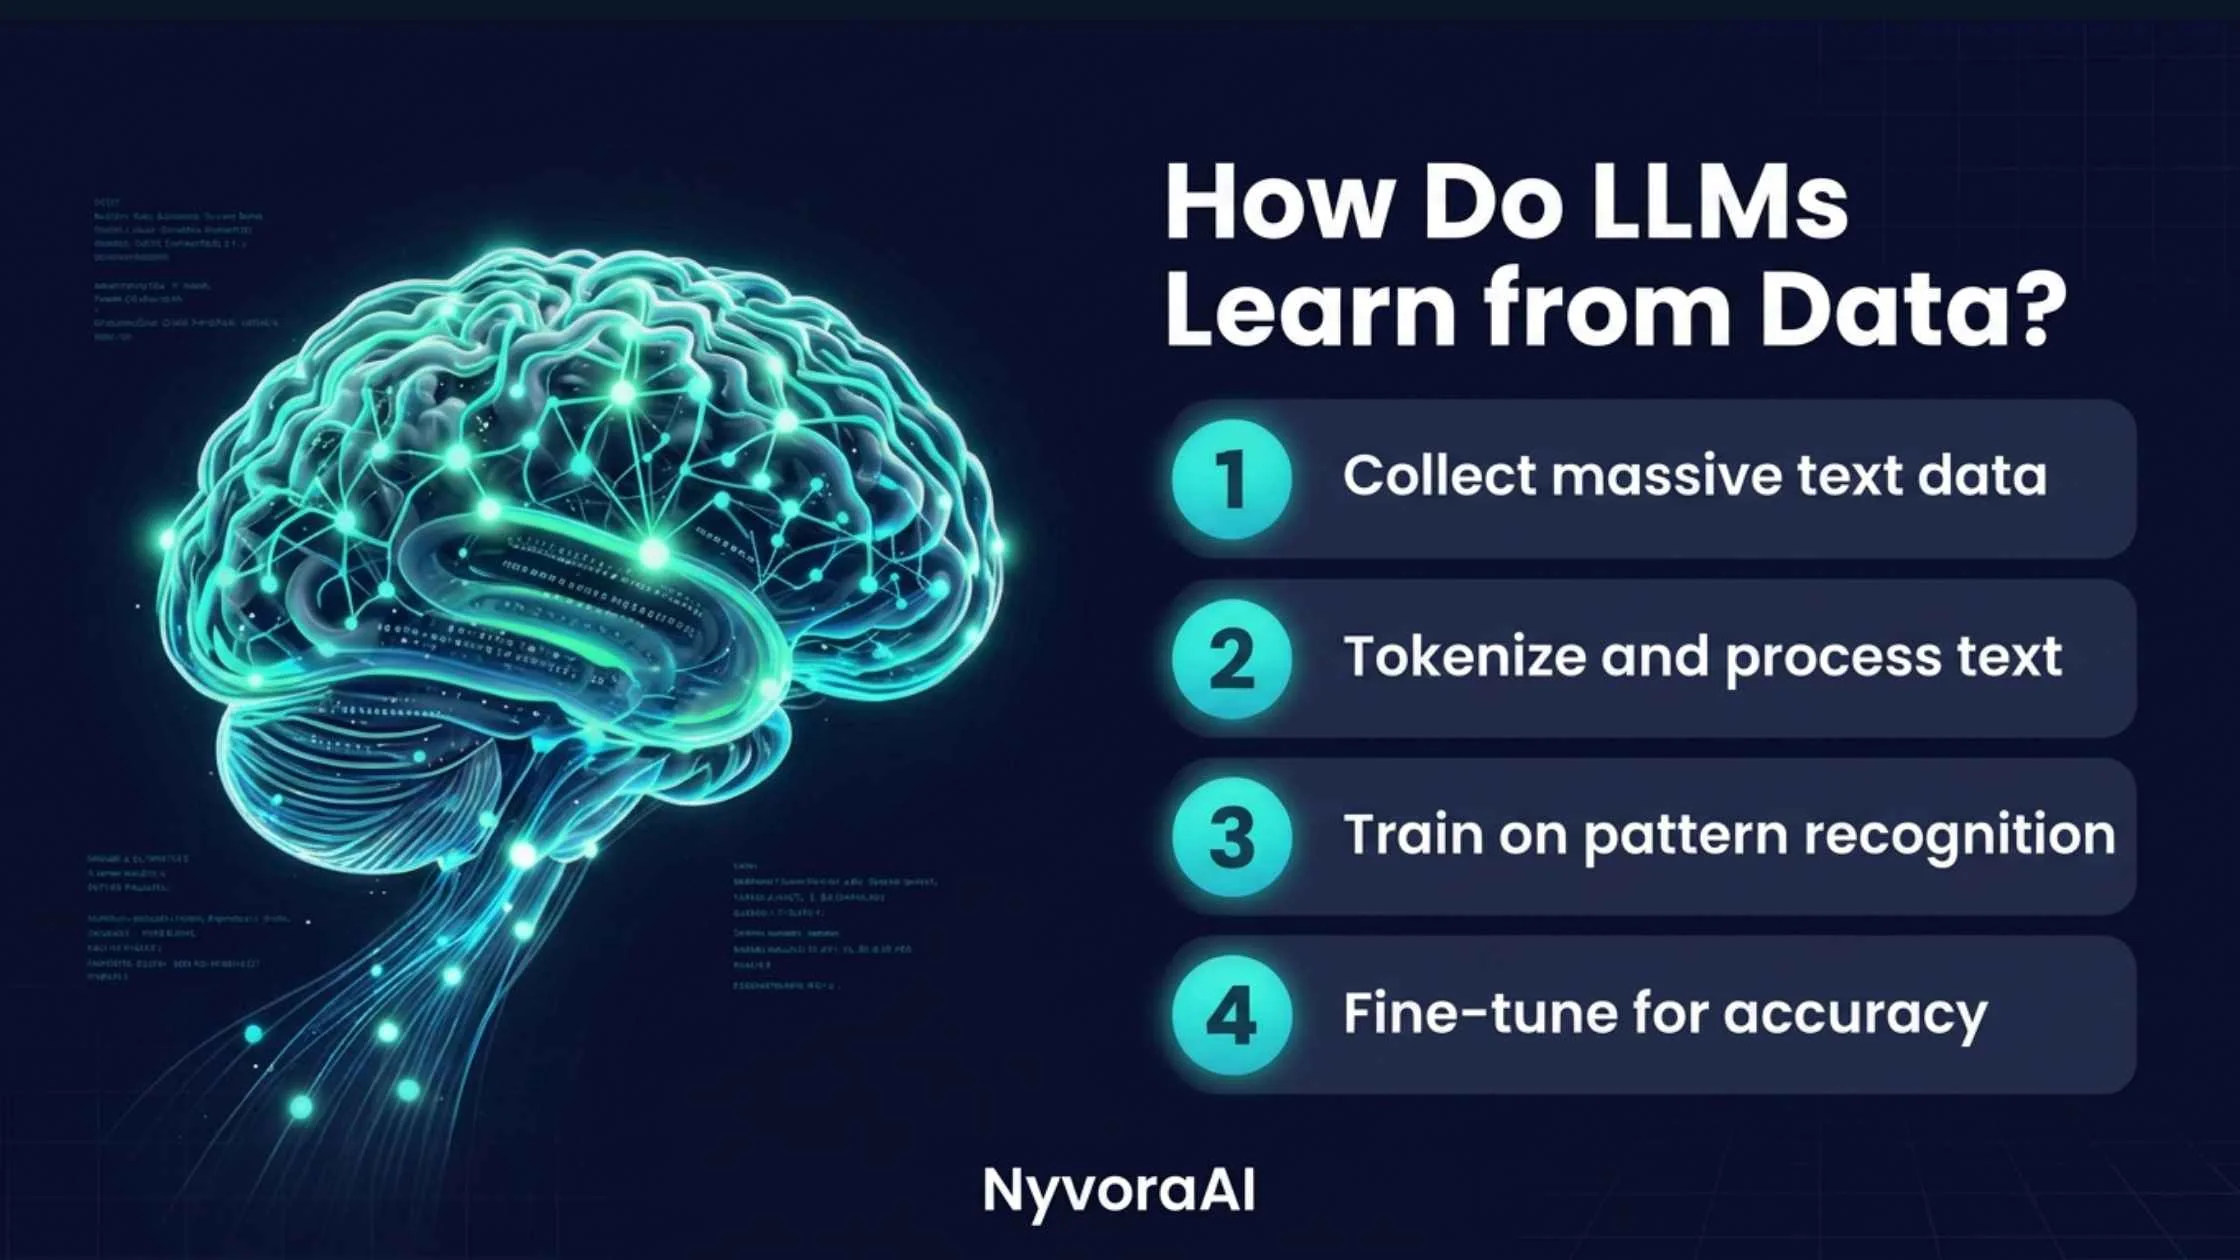 How Do LLMs
Learn from Data?
1 Collect massive text data
2 Tokenize and process text
3 Train on pattern recognition
4 Fine-tune for accuracy
NyvoraAI